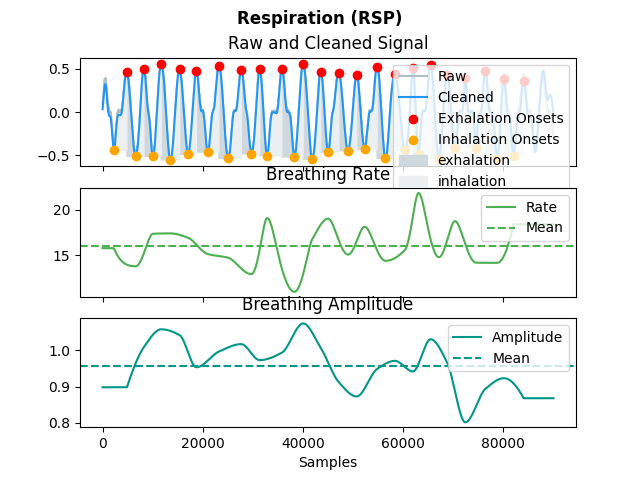 Respiration (RSP)
Raw and Cleaned Signal
0.5
0.0
−0.5
Raw
Cleaned
Exhalation Onsets
Inhalation Onsets
exhalation
inhalation
Breathing Rate
20
15
Rate
Mean
Breathing Amplitude
1.0
0.9
0.8
Amplitude
Mean
0
20000
40000
60000
80000
Samples